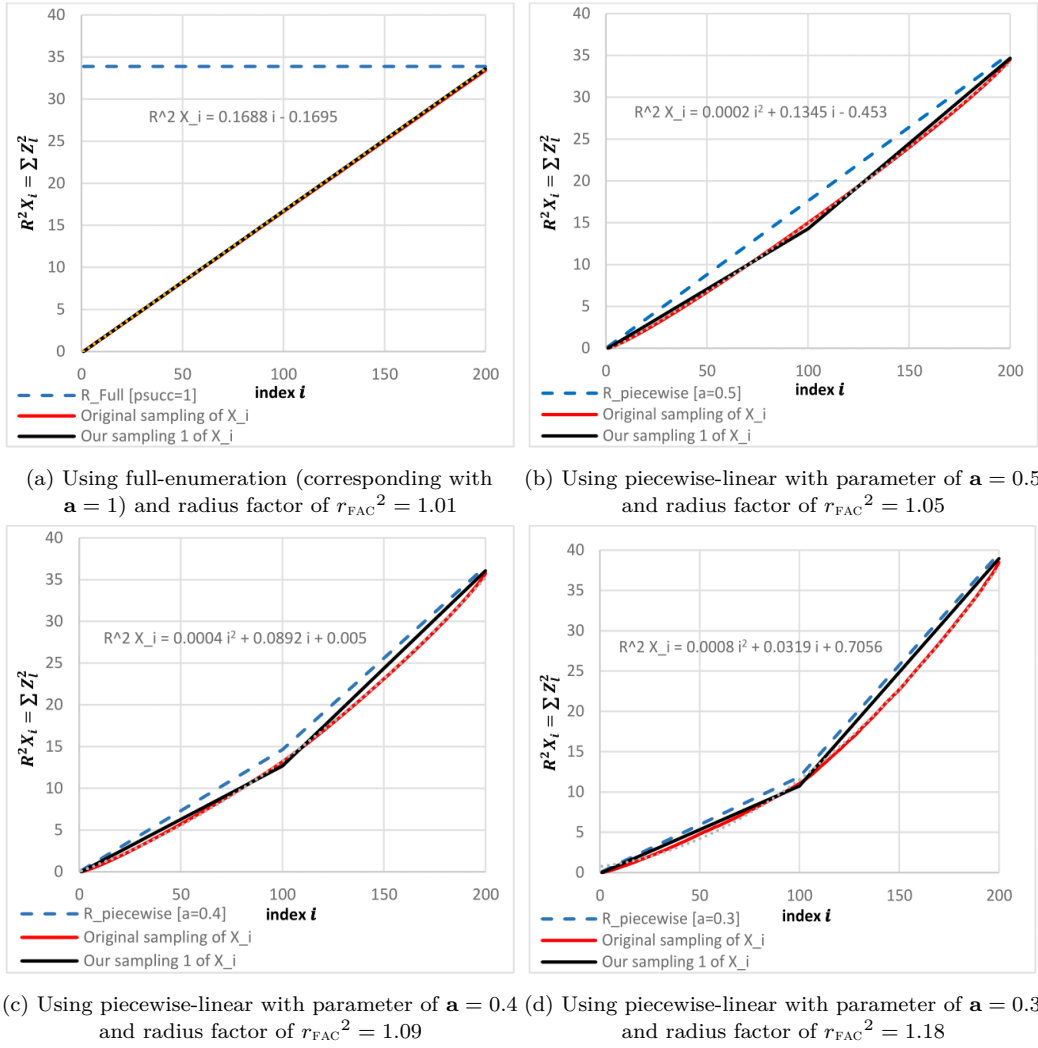 40
35
30
25
20
15
10
5
0
R^2 X_i = 0.1688 i - 0.1695
R²Xᵢ = ∑ Zₗ²
0 50 100 150 200
index i
R_Full [psucc=1]
Original sampling of X_i
Our sampling 1 of X_i
(a) Using full-enumeration (corresponding with
a = 1) and radius factor of r_FAC² = 1.01
40
35
30
25
20
15
10
5
0
R^2 X_i = 0.0002 i² + 0.1345 i - 0.453
R²Xᵢ = ∑ Zₗ²
0 50 100 150 200
index i
R_piecewise [a=0.5]
Original sampling of X_i
Our sampling 1 of X_i
(b) Using piecewise-linear with parameter of a = 0.5
and radius factor of r_FAC² = 1.05
40
35
30
25
20
15
10
5
0
R^2 X_i = 0.0004 i² + 0.0892 i + 0.005
R²Xᵢ = ∑ Zₗ²
0 50 100 150 200
index i
R_piecewise [a=0.4]
Original sampling of X_i
Our sampling 1 of X_i
(c) Using piecewise-linear with parameter of a = 0.4
and radius factor of r_FAC² = 1.09
40
35
30
25
20
15
10
5
0
R^2 X_i = 0.0008 i² + 0.0319 i + 0.7056
R²Xᵢ = ∑ Zₗ²
0 50 100 150 200
index i
R_piecewise [a=0.3]
Original sampling of X_i
Our sampling 1 of X_i
(d) Using piecewise-linear with parameter of a = 0.3
and radius factor of r_FAC² = 1.18